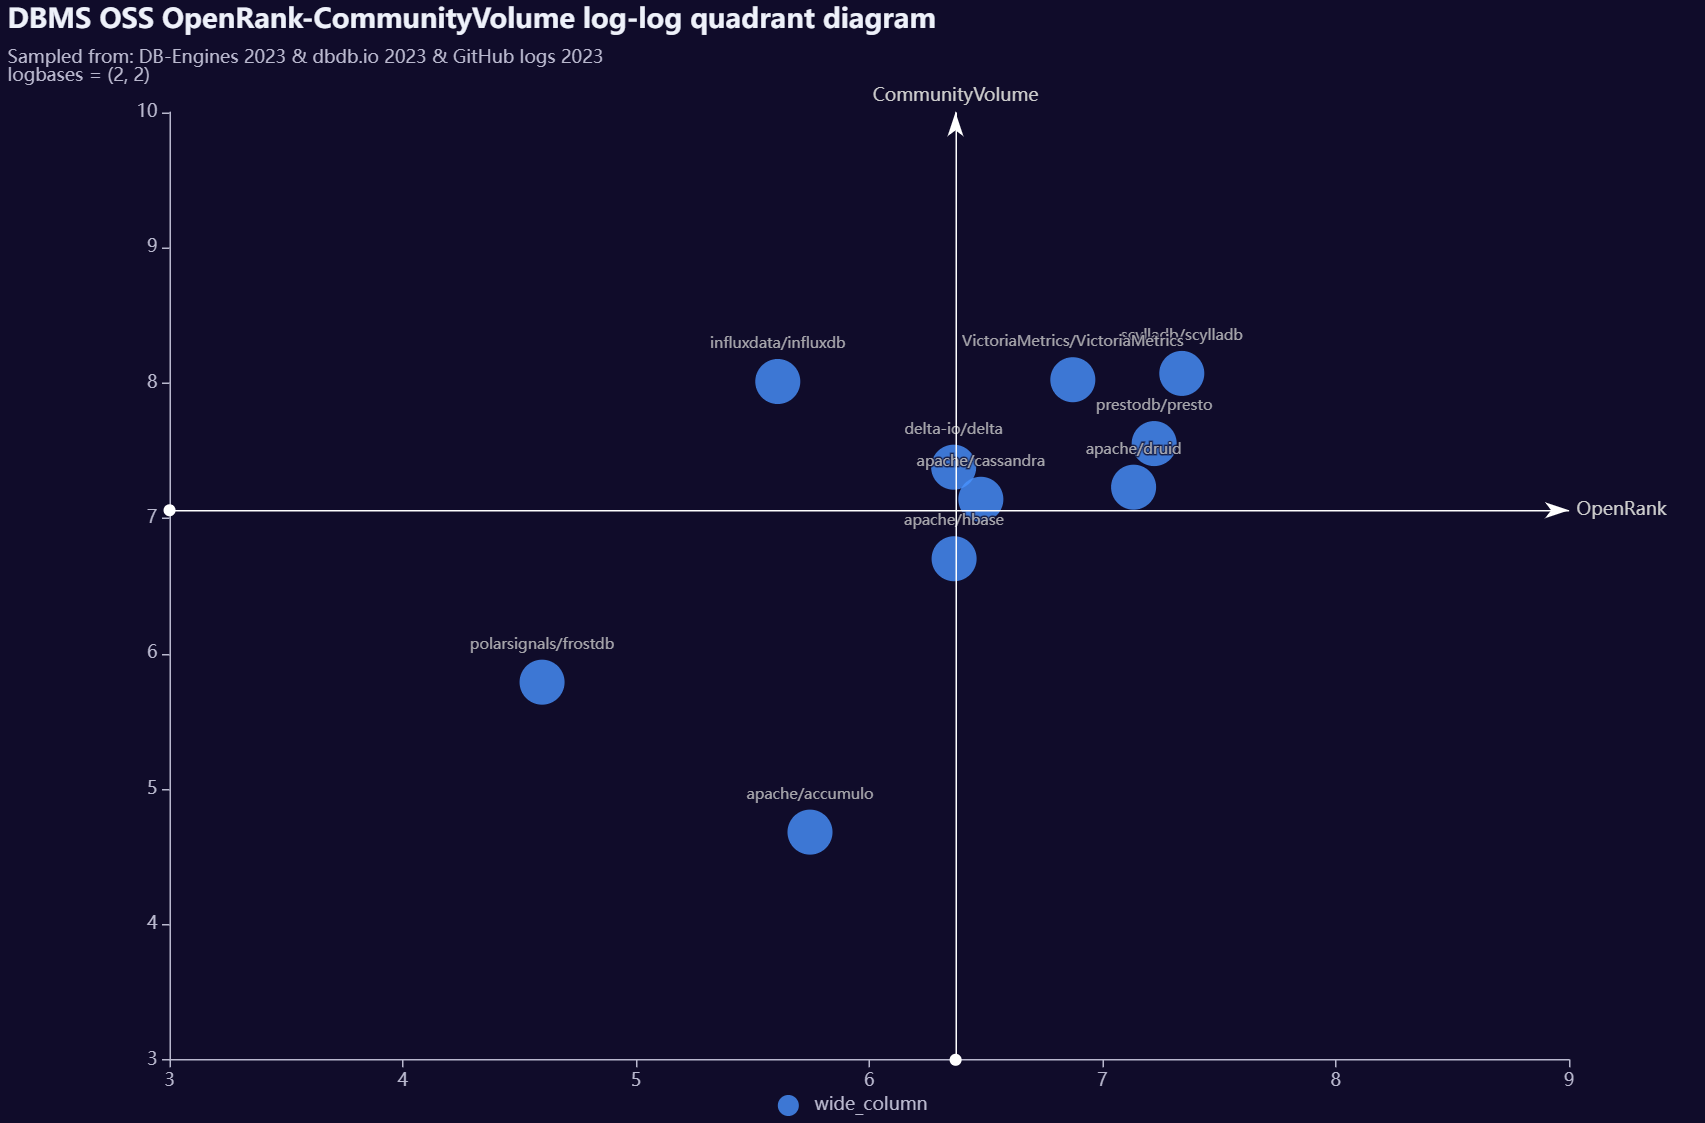 DBMS OSS OpenRank-CommunityVolume log-log quadrant diagram
Sampled from: DB-Engines 2023 & dbdb.io 2023 & GitHub logs 2023
logbases = (2, 2)
CommunityVolume
10
9
scylladb/scylladb
VictoriaMetrics/VictoriaMetrics
influxdata/influxdb
8
prestodb/presto
delta-io/delta
apache/druid
apache/cassandra
OpenRank
7
apache/hbase
polarsignals/frostdb
6
5
apache/accumulo
4
3
3 4 5 6 7 8 9
wide_column